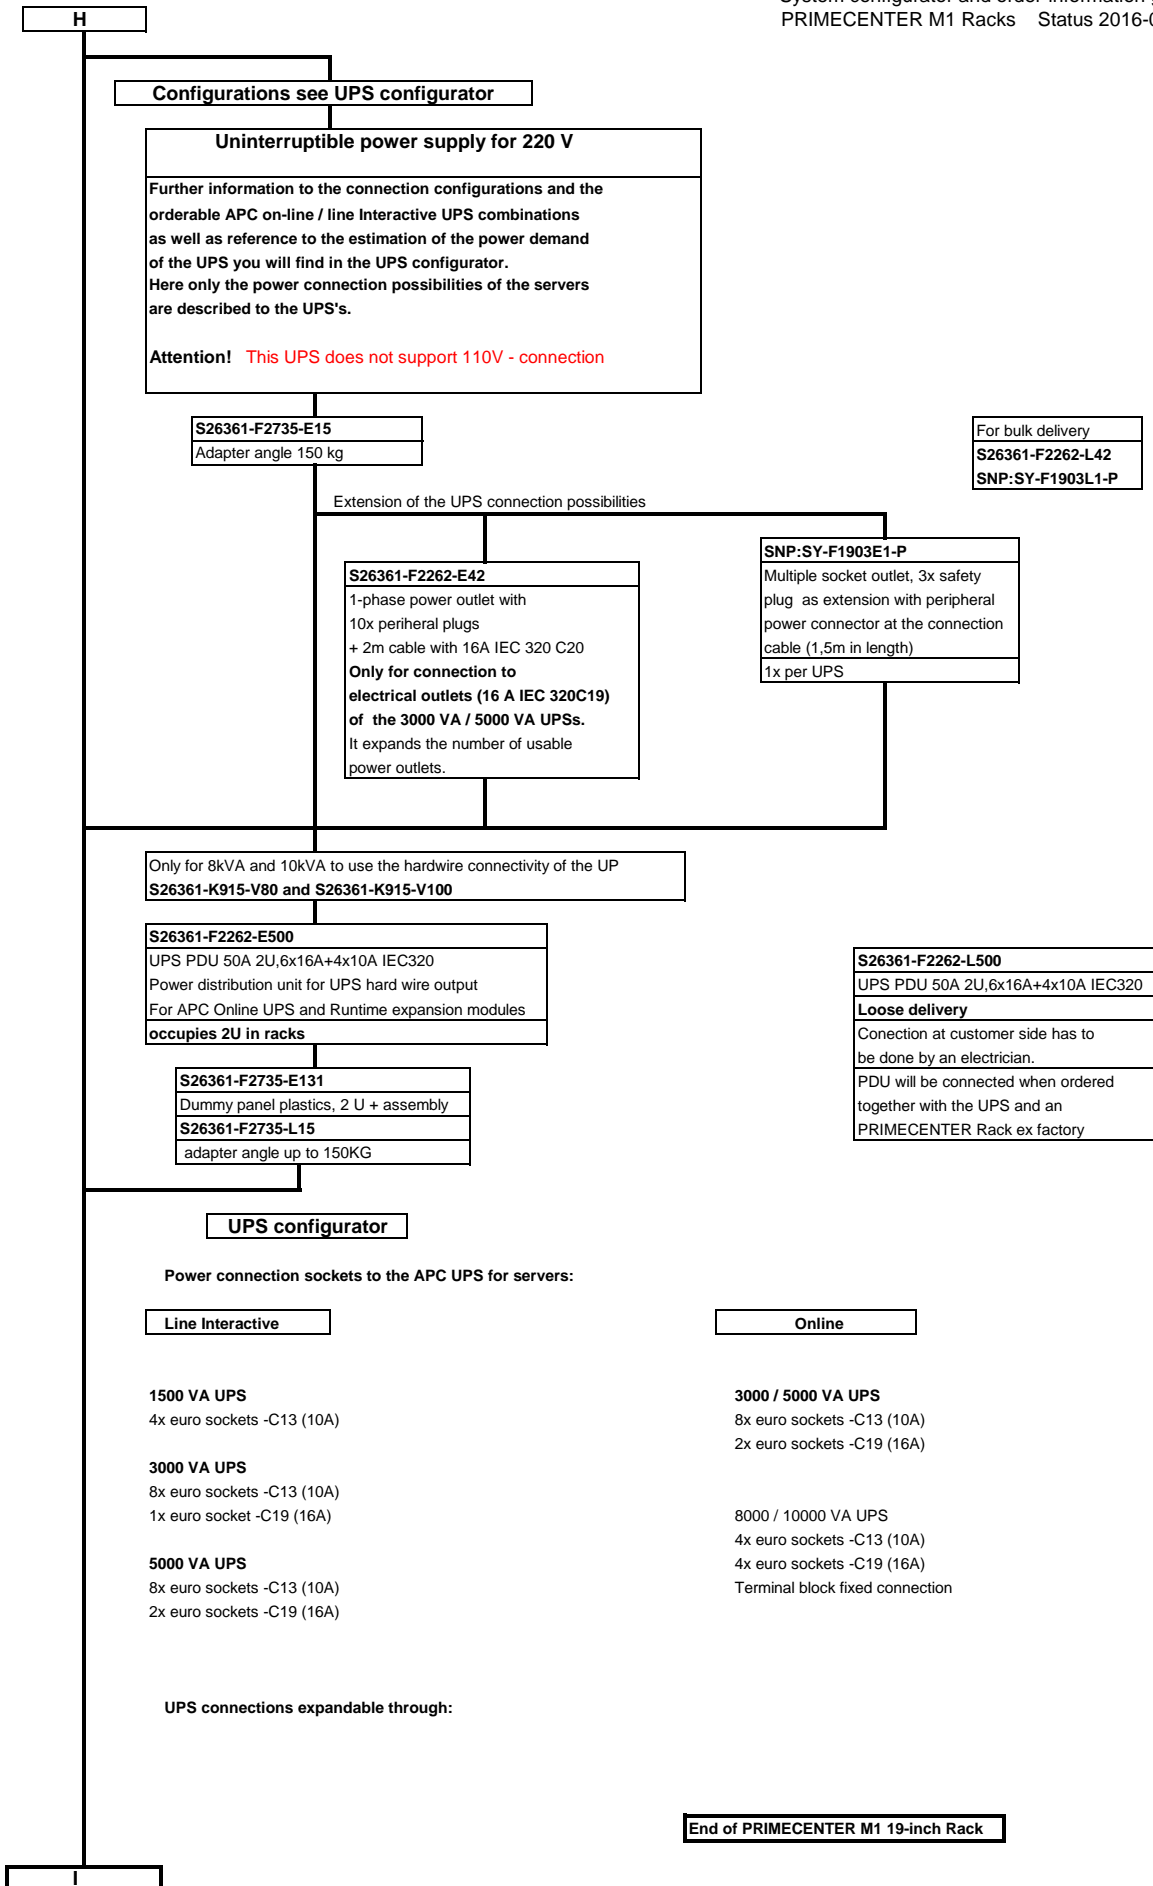 PRIMECENTER M1 Racks Status 2016-0
H
Configurations see UPS configurator
Uninterruptible power supply for 220 V
Further information to the connection configurations and the
orderable APC on-line / line Interactive UPS combinations
as well as reference to the estimation of the power demand
of the UPS you will find in the UPS configurator.
Here only the power connection possibilities of the servers
are described to the UPS's.
Attention! This UPS does not support 110V - connection
S26361-F2735-E15
Adapter angle 150 kg
For bulk delivery
S26361-F2262-L42
SNP:SY-F1903L1-P
Extension of the UPS connection possibilities
S26361-F2262-E42
1-phase power outlet with
10x periheral plugs
+ 2m cable with 16A IEC 320 C20
Only for connection to
electrical outlets (16 A IEC 320C19)
of the 3000 VA / 5000 VA UPSs.
It expands the number of usable
power outlets.
SNP:SY-F1903E1-P
Multiple socket outlet, 3x safety
plug as extension with peripheral
power connector at the connection
cable (1,5m in length)
1x per UPS
Only for 8kVA and 10kVA to use the hardwire connectivity of the UP
S26361-K915-V80 and S26361-K915-V100
S26361-F2262-E500
UPS PDU 50A 2U,6x16A+4x10A IEC320
Power distribution unit for UPS hard wire output
For APC Online UPS and Runtime expansion modules
occupies 2U in racks
S26361-F2262-L500
UPS PDU 50A 2U,6x16A+4x10A IEC320
Loose delivery
Conection at customer side has to
be done by an electrician.
PDU will be connected when ordered
together with the UPS and an
PRIMECENTER Rack ex factory
S26361-F2735-E131
Dummy panel plastics, 2 U + assembly
S26361-F2735-L15
adapter angle up to 150KG
UPS configurator
Power connection sockets to the APC UPS for servers:
Line Interactive
1500 VA UPS
4x euro sockets -C13 (10A)
3000 VA UPS
8x euro sockets -C13 (10A)
1x euro socket -C19 (16A)
5000 VA UPS
8x euro sockets -C13 (10A)
2x euro sockets -C19 (16A)
Online
3000 / 5000 VA UPS
8x euro sockets -C13 (10A)
2x euro sockets -C19 (16A)
8000 / 10000 VA UPS
4x euro sockets -C13 (10A)
4x euro sockets -C19 (16A)
Terminal block fixed connection
UPS connections expandable through:
End of PRIMECENTER M1 19-inch Rack
I